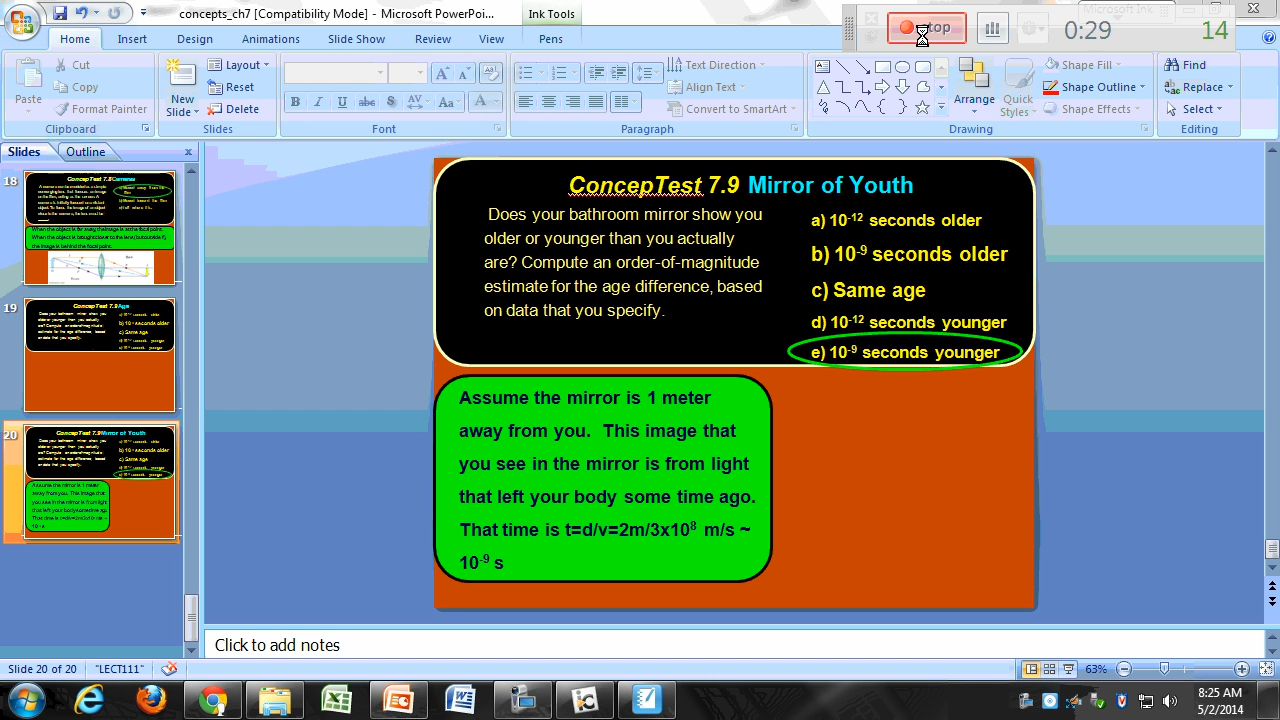 concepts_ch7 [Compatibility Mode] - Microsoft PowerPoi...
Ink Tools
Microsoft Ink
Stop
0:29
14
Home
Insert
Desig
View
Pens
Paste
Cut
Copy
Format Painter
Clipboard
New
Slide
Layout
Reset
Delete
Slides
B I U abe S AV Aa A
Font
Text Direction
Align Text
Convert to SmartArt
Paragraph
Arrange
Quick
Styles
Shape Fill
Shape Outline
Shape Effects
Drawing
Find
Replace
Select
Editing
Slides
Outline
18
19
20
ConcepTest 7.9 Mirror of Youth
Does your bathroom mirror show you
younger than you actually
are? Compute an order-of-magnitude
estimate for the age difference, based
on data that you specify.
a) 10⁻¹² seconds older
b) 10⁻⁹ seconds older
c) Same age
d) 10⁻¹² seconds younger
e) 10⁻⁹ seconds younger
Assume the mirror is 1 meter
away from you. This image that
you see in the mirror is from light
that left your body some time ago.
That time is t=d/v=2m/3x10⁸ m/s ~
10⁻⁹ s
Click to add notes
Slide 20 of 20
"LECT111"
63%
8:25 AM
5/2/2014